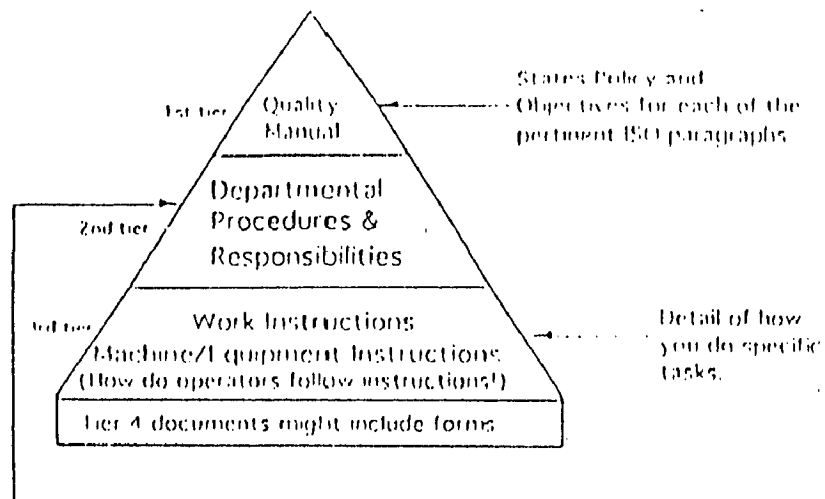 1st tier
Quality
Manual
States Policy and
Objectives for each of the
pertinent ISO paragraphs
2nd tier
Departmental
Procedures &
Responsibilities
3rd tier
Work Instructions
Machine/Equipment Instructions
(How do operators follow instructions!)
Detail of how
you do specific
tasks.
Tier 4 documents might include forms